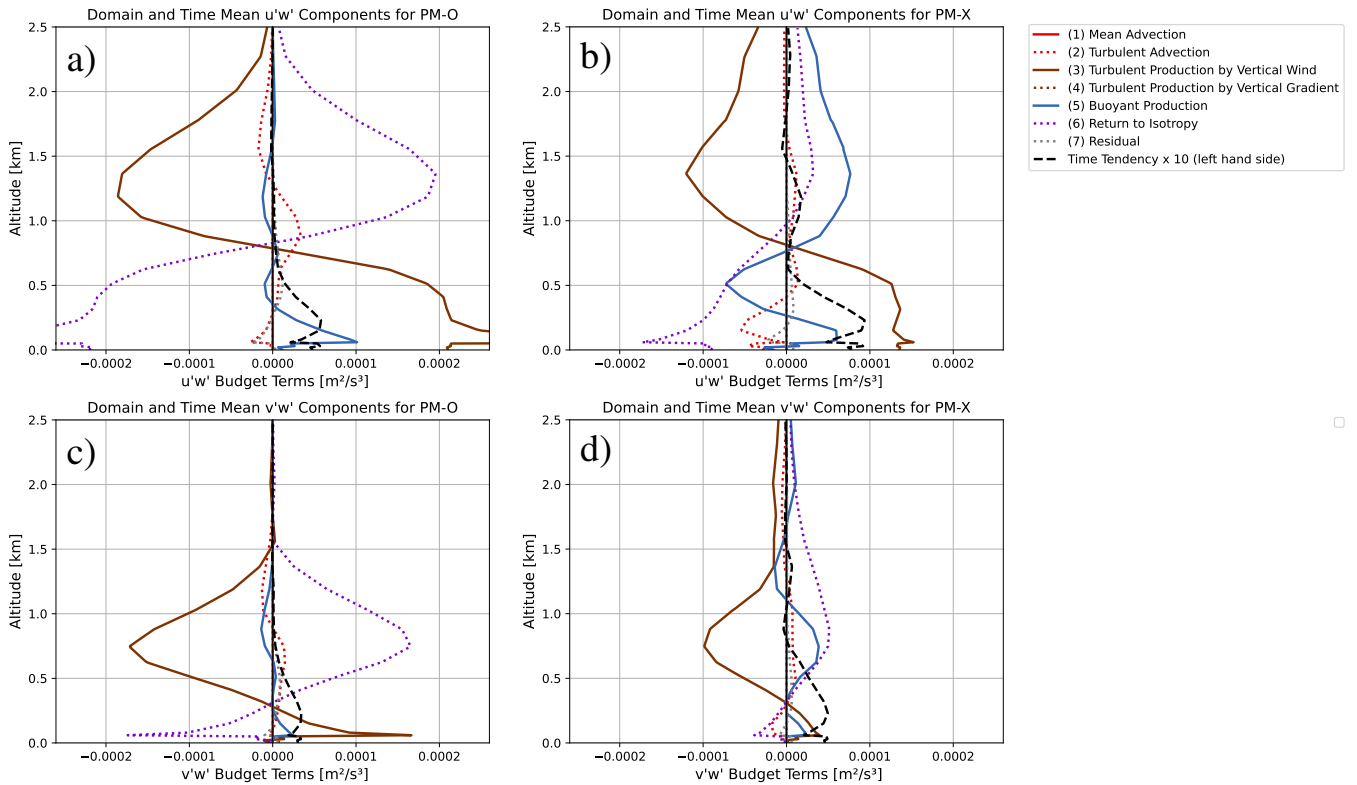 Domain and Time Mean u'w' Components for PM-O
a)
2.5
2.0
1.5
1.0
0.5
0.0
Altitude [km]
−0.0002
−0.0001
0.0000
0.0001
0.0002
u'w' Budget Terms [m²/s³]
Domain and Time Mean u'w' Components for PM-X
b)
2.5
2.0
1.5
1.0
0.5
0.0
Altitude [km]
−0.0002
−0.0001
0.0000
0.0001
0.0002
u'w' Budget Terms [m²/s³]
(1) Mean Advection
(2) Turbulent Advection
(3) Turbulent Production by Vertical Wind
(4) Turbulent Production by Vertical Gradient
(5) Buoyant Production
(6) Return to Isotropy
(7) Residual
Time Tendency x 10 (left hand side)
Domain and Time Mean v'w' Components for PM-O
c)
2.5
2.0
1.5
1.0
0.5
0.0
Altitude [km]
−0.0002
−0.0001
0.0000
0.0001
0.0002
v'w' Budget Terms [m²/s³]
Domain and Time Mean v'w' Components for PM-X
d)
2.5
2.0
1.5
1.0
0.5
0.0
Altitude [km]
−0.0002
−0.0001
0.0000
0.0001
0.0002
v'w' Budget Terms [m²/s³]